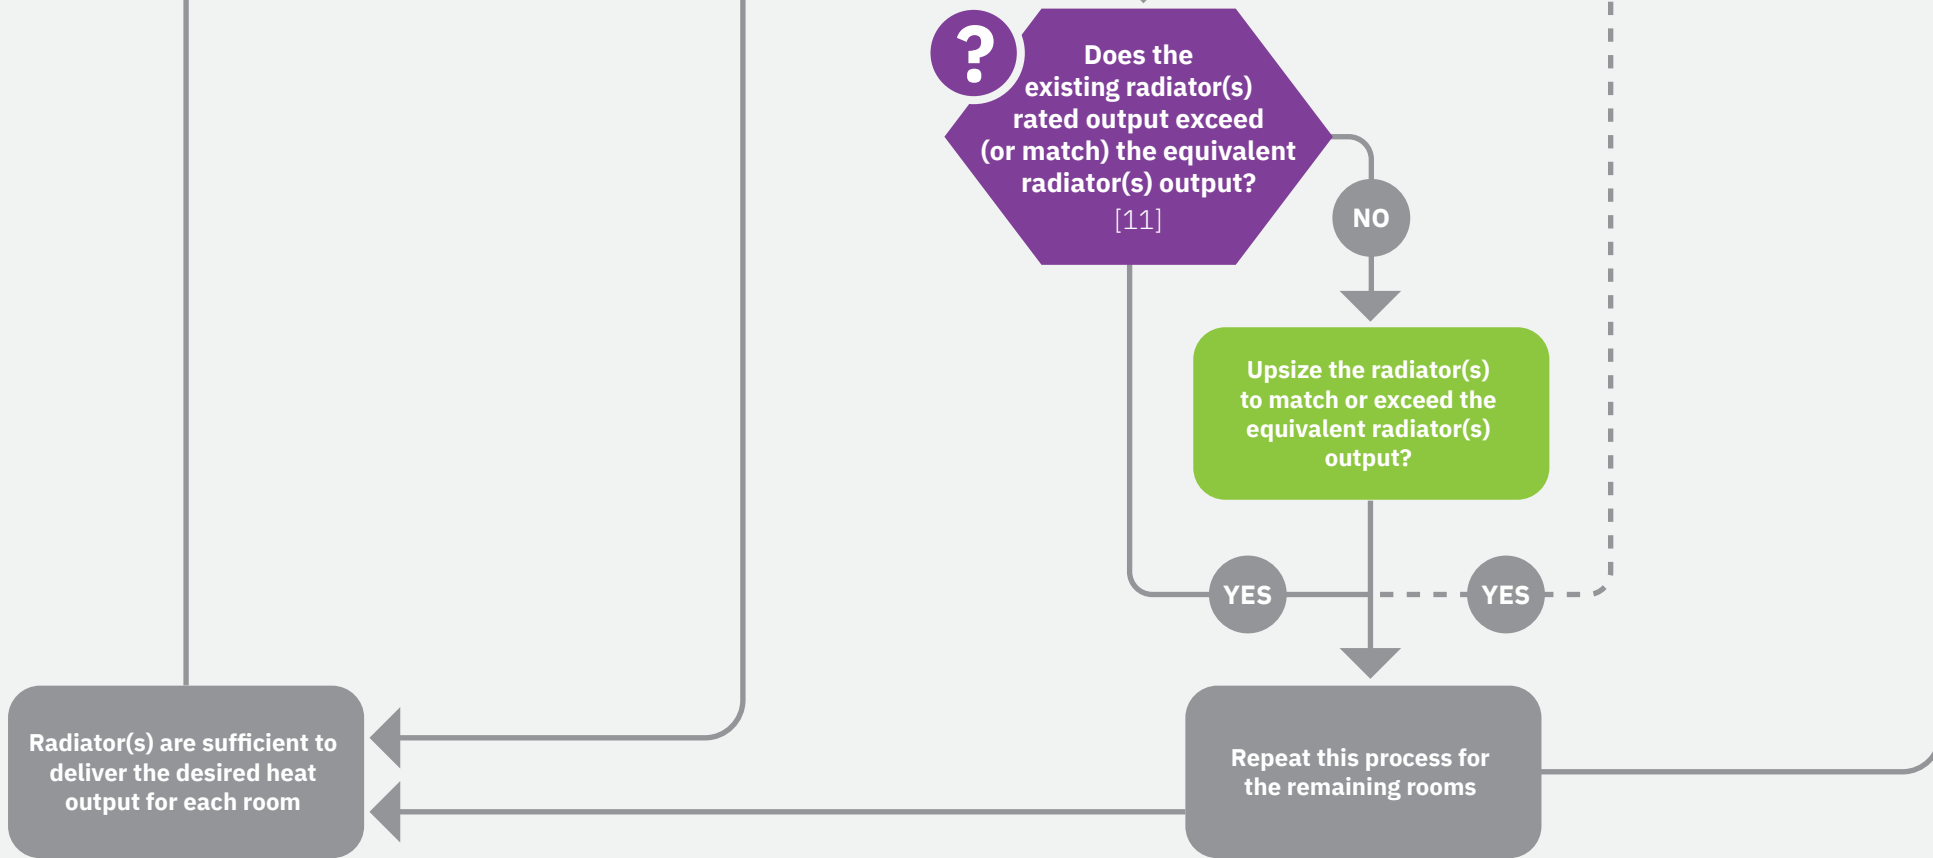 ?
Does the
existing radiator(s)
rated output exceed
(or match) the equivalent
radiator(s) output?
[11]
NO
Upsize the radiator(s)
to match or exceed the
equivalent radiator(s)
output?
YES
YES
Radiator(s) are sufficient to
deliver the desired heat
output for each room
Repeat this process for
the remaining rooms